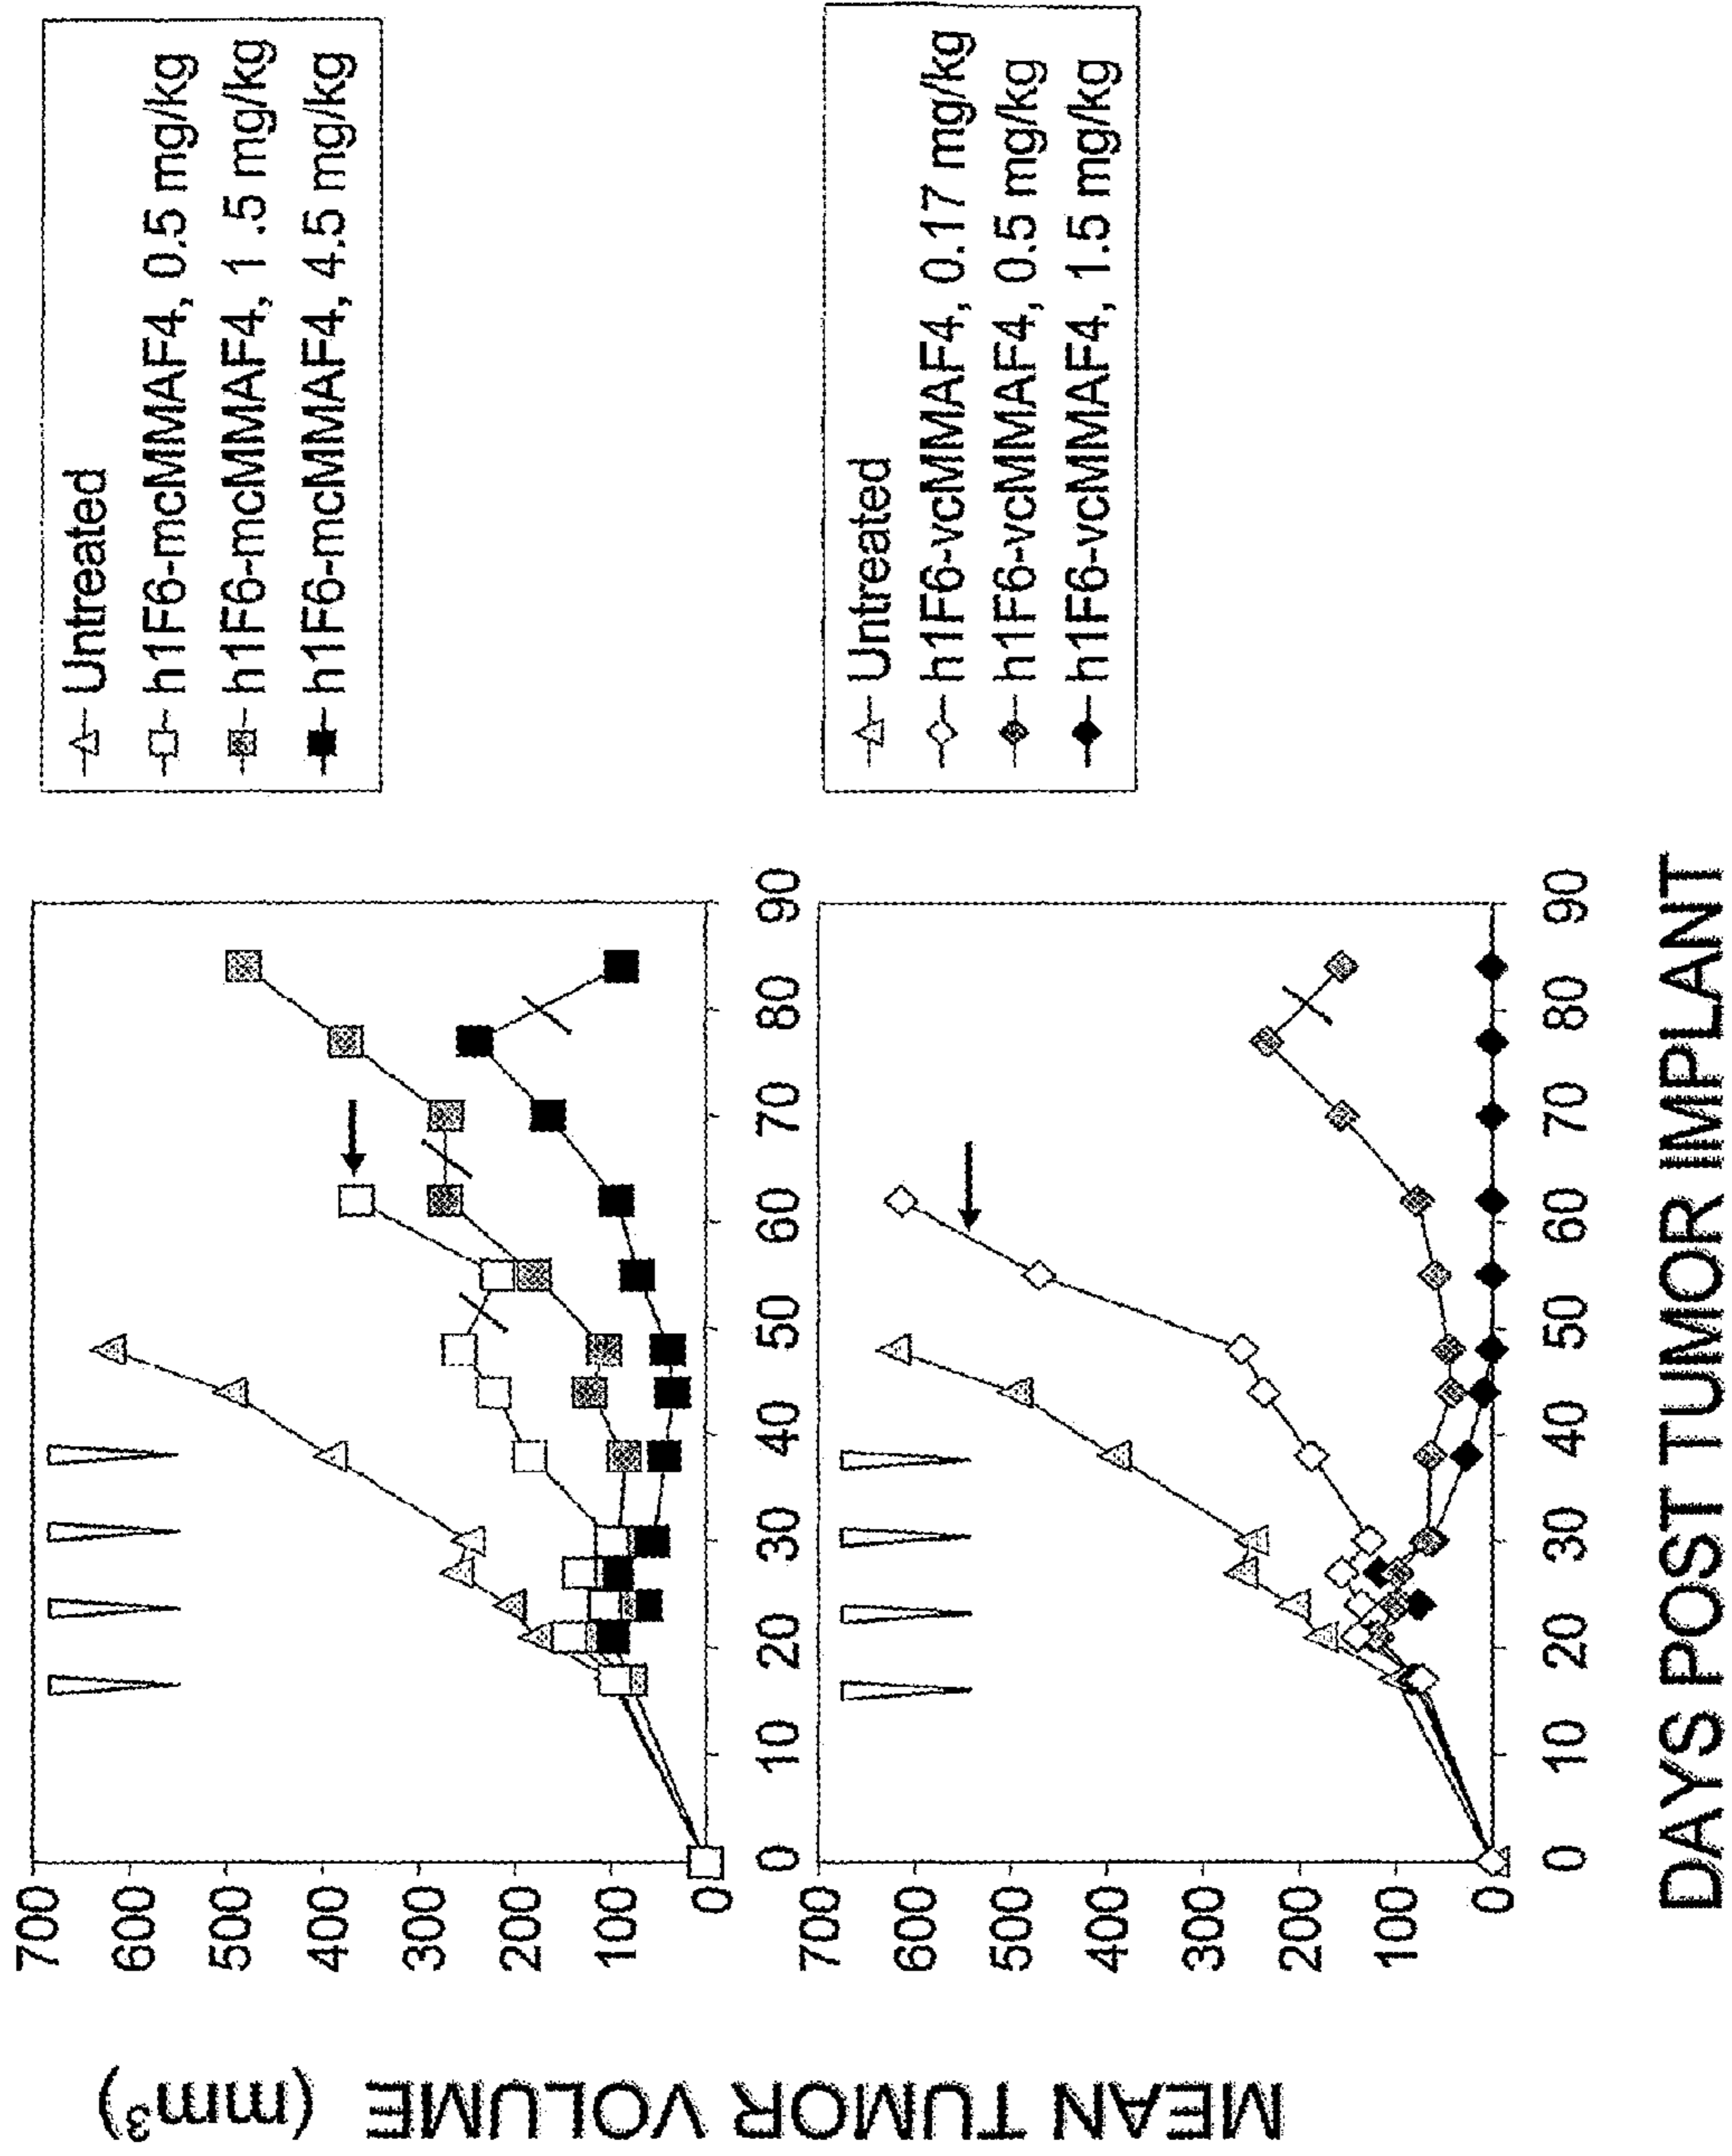 MEAN TUMOR VOLUME (mm³)
700
600
500
400
300
200
100
0
0 10 20 30 40 50 60 70 80 90
Untreated
h1F6-mcMMAF4, 0.5 mg/kg
h1F6-mcMMAF4, 1 .5 mg/kg
h1F6-mcMMAF4, 4.5 mg/kg
700
600
500
400
300
200
100
0
0 10 20 30 40 50 60 70 80 90
Untreated
h1F6-vcMMAF4, 0.17 mg/kg
h1F6-vcMMAF4, 0.5 mg/kg
h1F6-vcMMAF4, 1.5 mg/kg
DAYS POST TUMOR IMPLANT